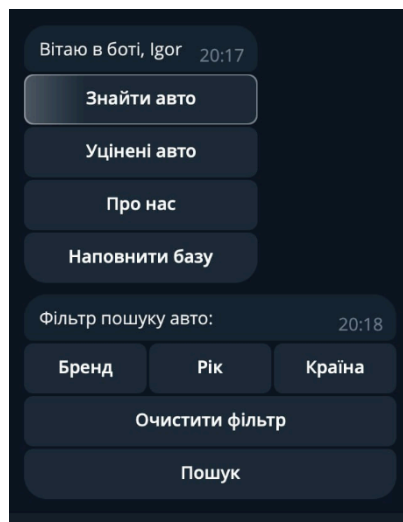 Вітаю в боті, Igor 20:17
Знайти авто
Уцінені авто
Про нас
Наповнити базу
Фільтр пошуку авто: 20:18
Бренд Рік Країна
Очистити фільтр
Пошук